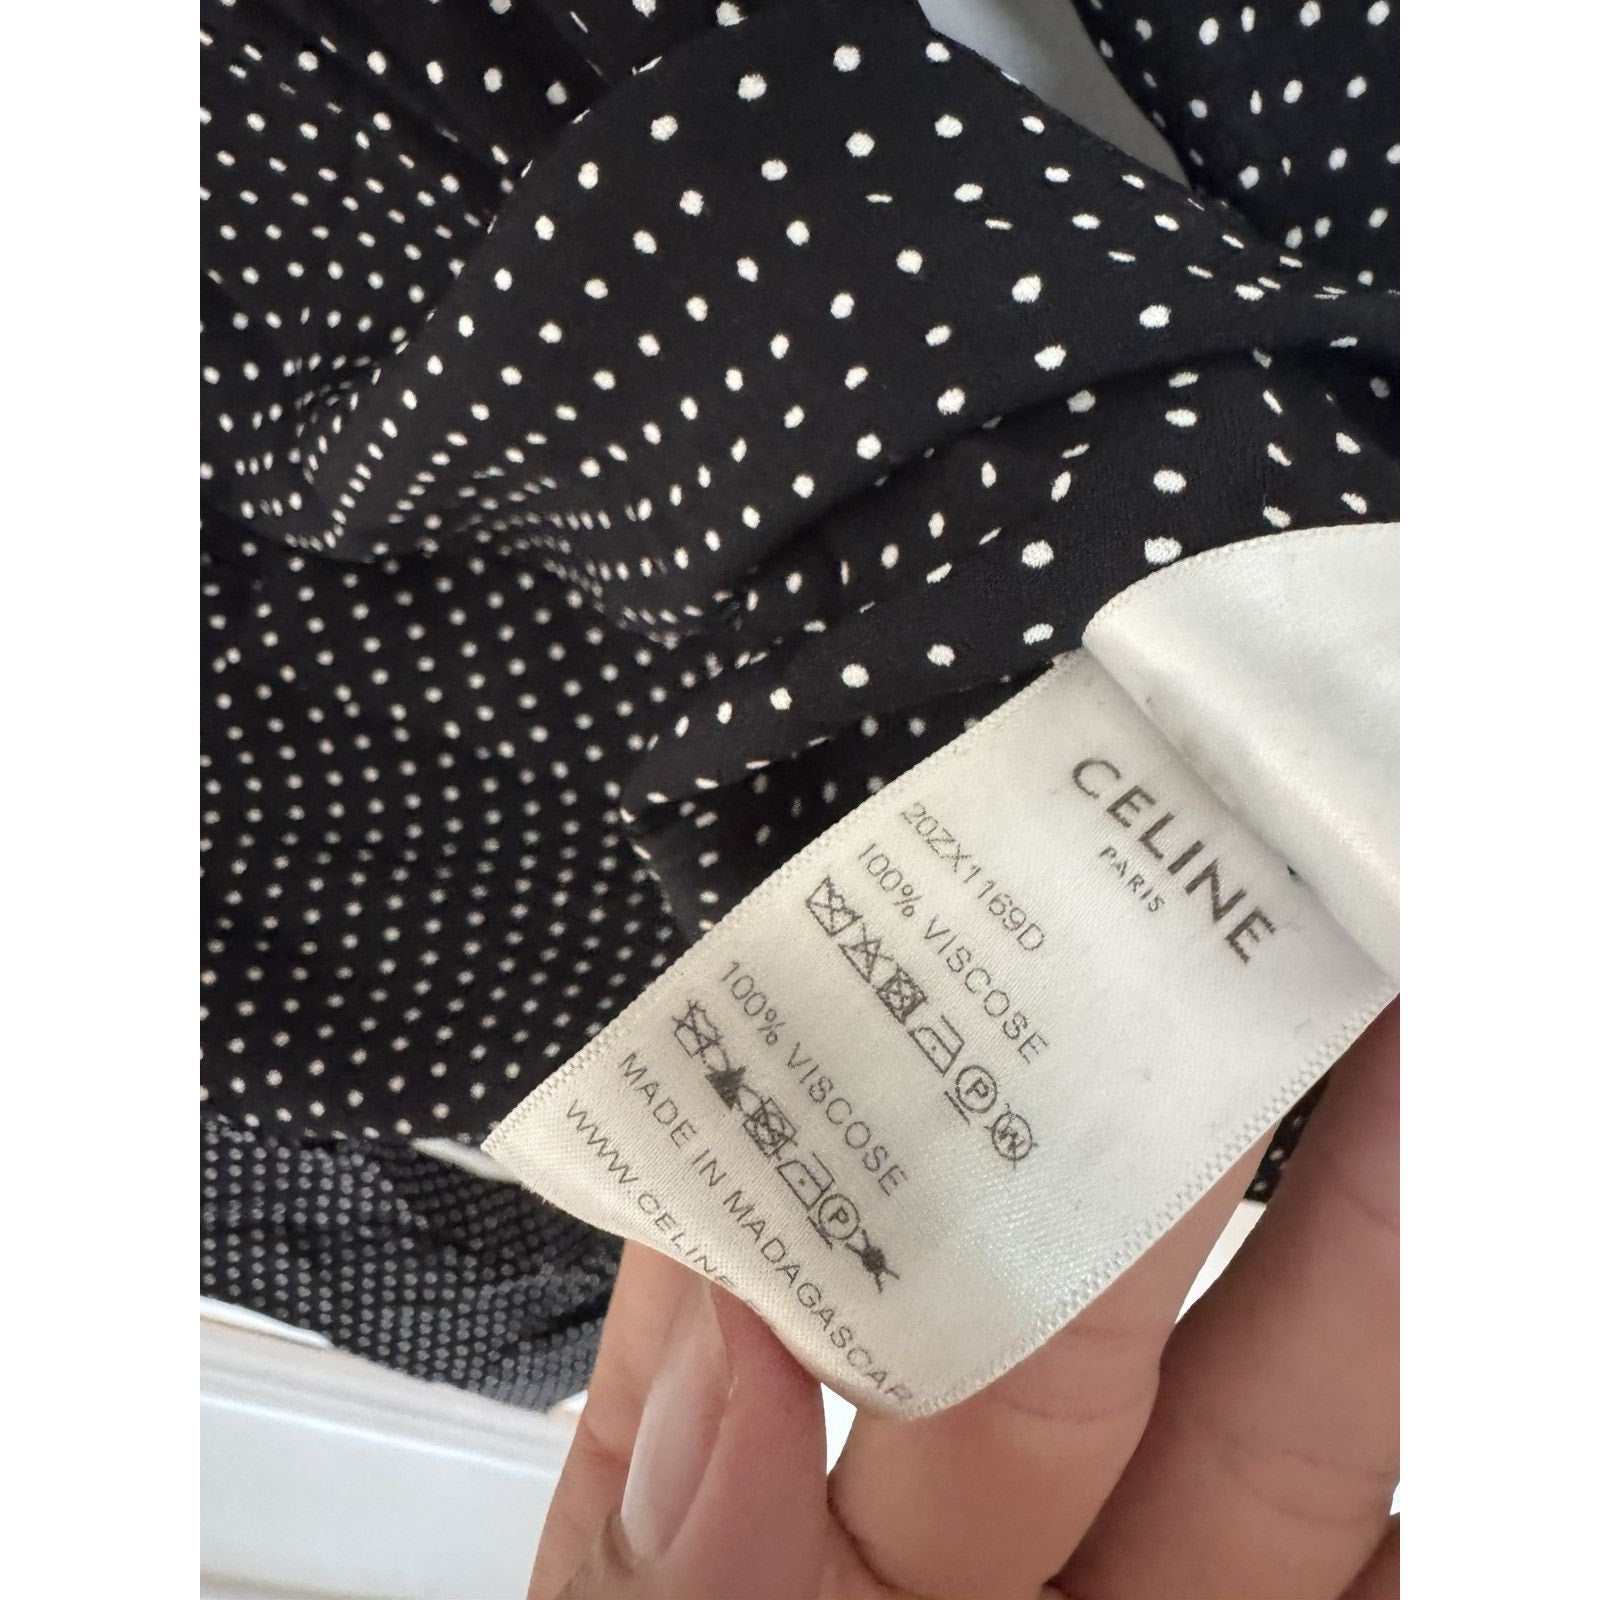 CELINE
PARIS
20ZX1169D
100% VISCOSE
P W
100% VISCOSE
P
MADE IN MADAGASCAR
WWW.CELINE